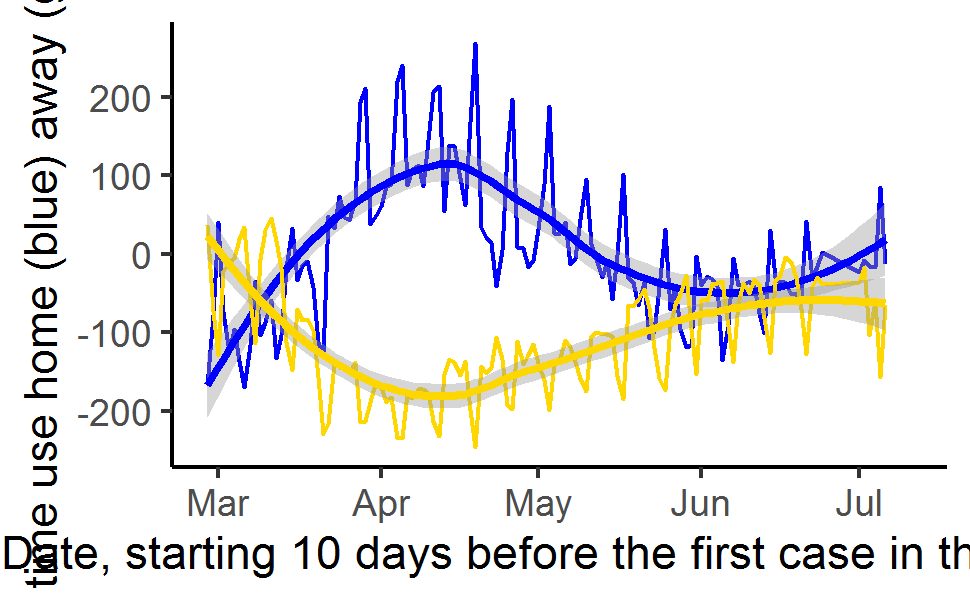 time use home (blue) away (
200
100
0
-100
-200
Mar Apr May Jun Jul
Date, starting 10 days before the first case in th